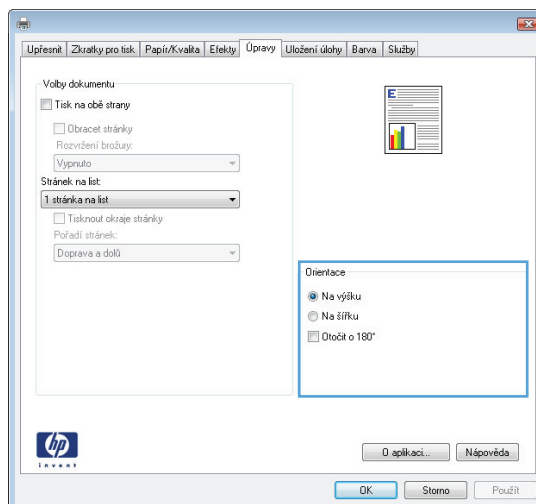 Upřesnit Zkratky pro tisk Papír/Kvalita Efekty Úpravy Uložení úlohy Barva Služby
Volby dokumentu
Tisk na obě strany
Obracet stránky
Rozvržení brožury:
Vypnuto
Stránek na list:
1 stránka na list
Tisknout okraje stránky
Pořadí stránek:
Doprava a dolů
E
Orientace
Na výšku
Na šířku
Otočit o 180°
hp
invent
O aplikaci... Nápověda
OK Storno Použít